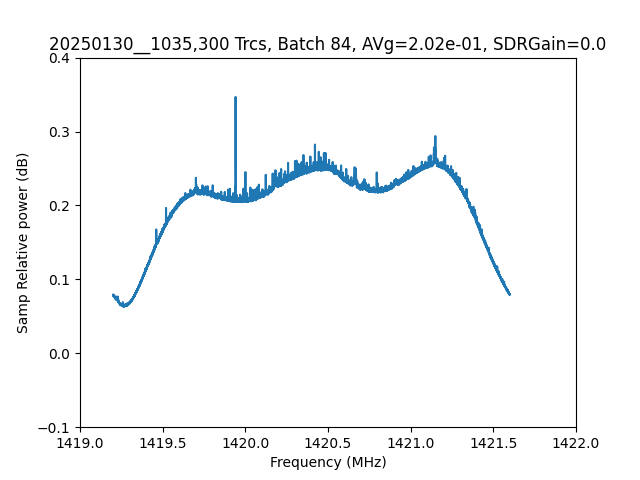 20250130__1035,300 Trcs, Batch 84, AVg=2.02e-01, SDRGain=0.0
0.4
0.3
0.2
0.1
0.0
−0.1
Samp Relative power (dB)
1419.0 1419.5 1420.0 1420.5 1421.0 1421.5 1422.0
Frequency (MHz)